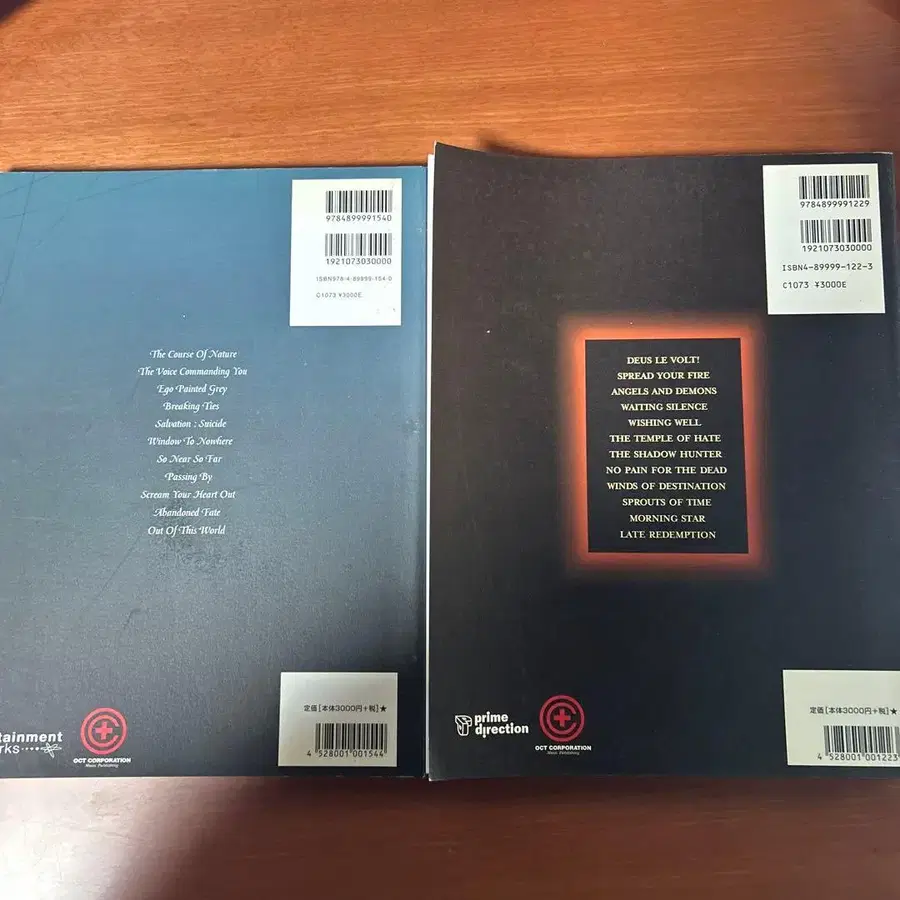 9784899991540
1921073030000
ISBN978-4-89999-154-0
C1073 ¥3000E
The Course Of Nature
The Voice Commanding You
Ego Painted Grey
Breaking Ties
Salvation : Suicide
Window To Nowhere
So Near So Far
Passing By
Scream Your Heart Out
Abandoned Fate
Out Of This World
定価[本体3000円+税]★
4 528001 001544
tainment
rks
OCT CORPORATION
Music Publishing
9784899991229
1921073030000
ISBN4-89999-122-3
C1073 ¥3000E
DEUS LE VOLT!
SPREAD YOUR FIRE
ANGELS AND DEMONS
WAITING SILENCE
WISHING WELL
THE TEMPLE OF HATE
THE SHADOW HUNTER
NO PAIN FOR THE DEAD
WINDS OF DESTINATION
SPROUTS OF TIME
MORNING STAR
LATE REDEMPTION
prime
direction
OCT CORPORATION
Music Publishing
定価[本体3000円+税]★
4 528001 001223